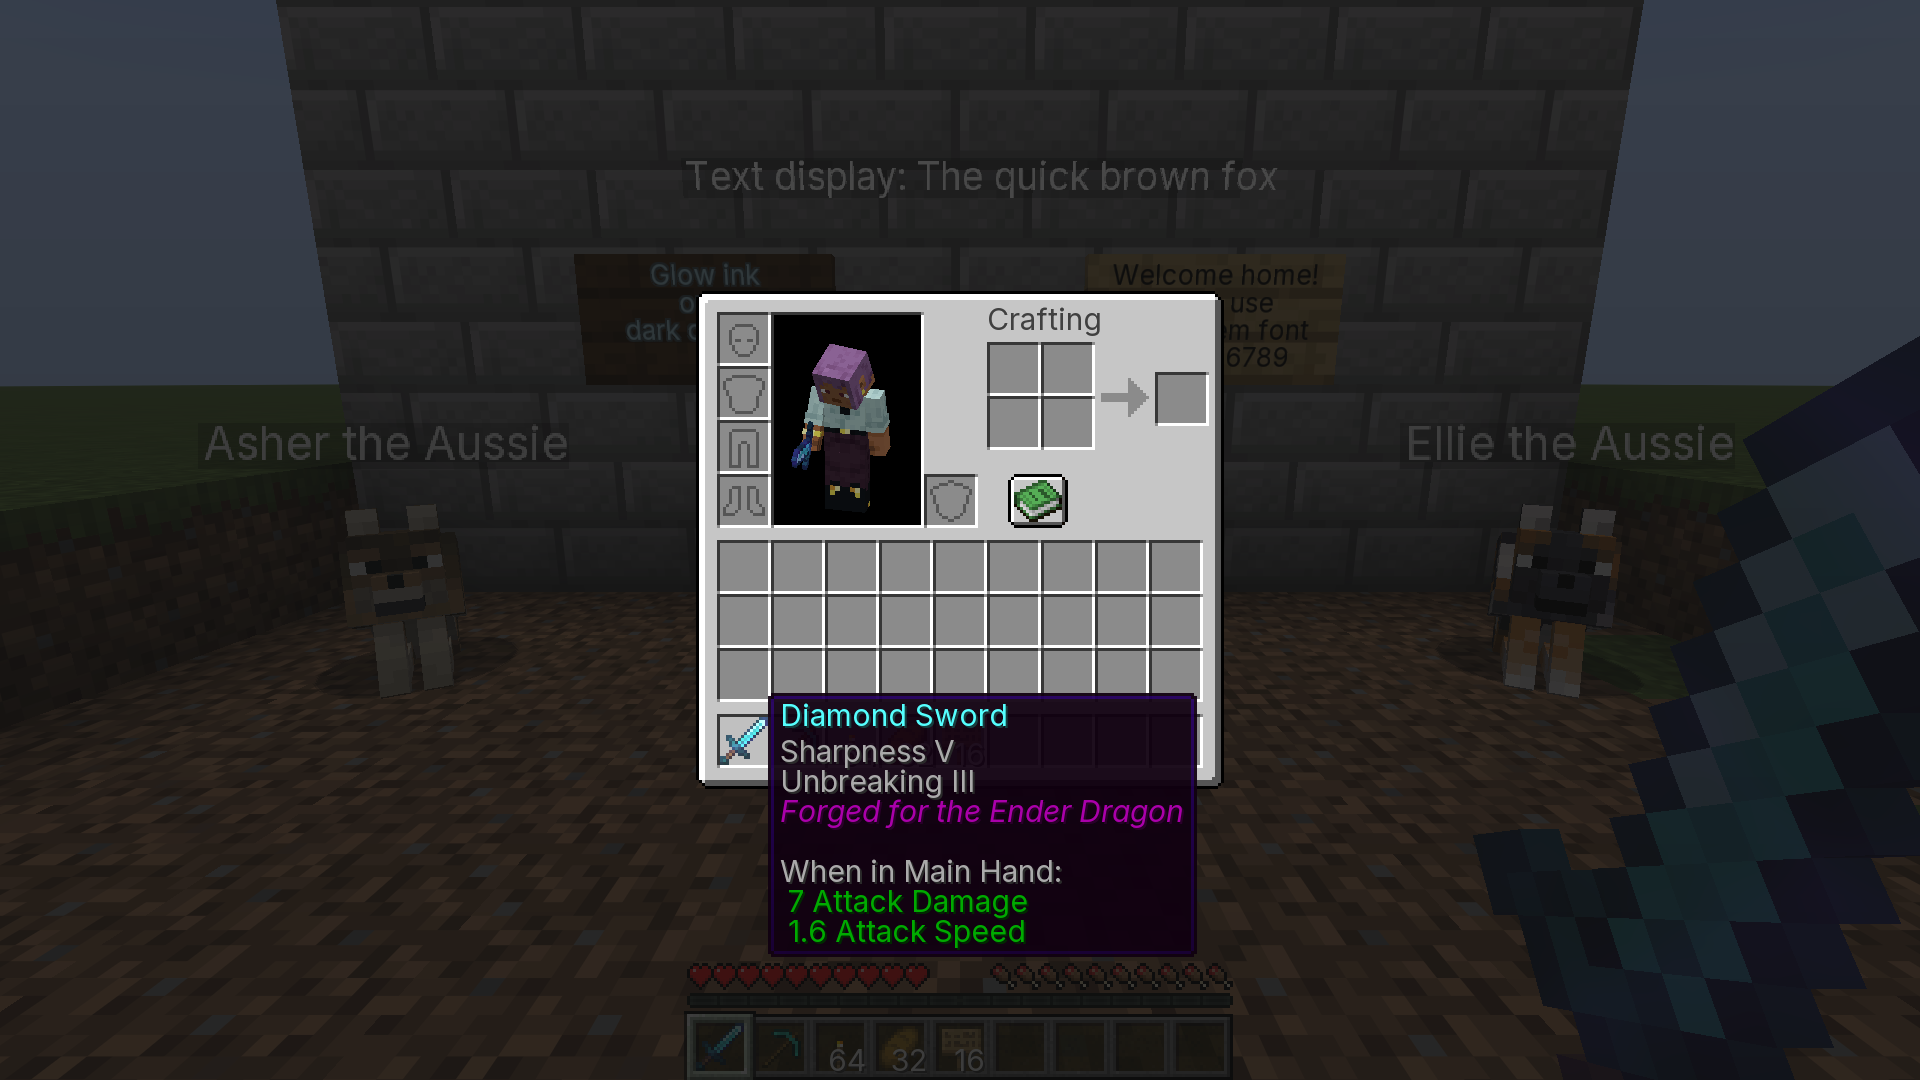 Text display: The quick brown fox
Glow ink
o
dark
Welcome home!
use
em font
6789
Crafting
Asher the Aussie
Ellie the Aussie
Diamond Sword
Sharpness V
Unbreaking III
Forged for the Ender Dragon
When in Main Hand:
7 Attack Damage
1.6 Attack Speed
64
32
16